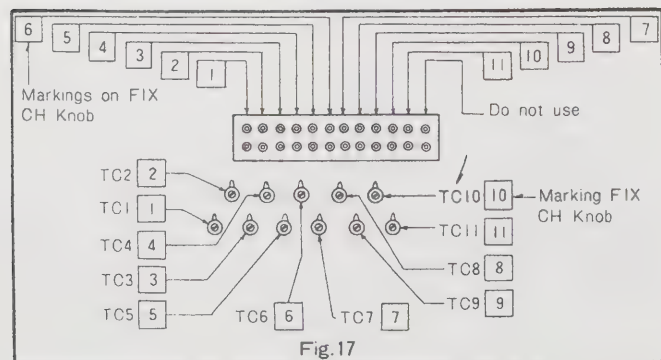 6 5 4 3 2 1 11 10 9 8 7
Markings on FIX
CH Knob
Do not use
TC2 2
TC1 1
TC4 4
TC3 3
TC5 5
TC6 6
TC7 7
TC10 10
Marking FIX
CH Knob
TC11 11
TC8 8
TC9 9
Fig.17